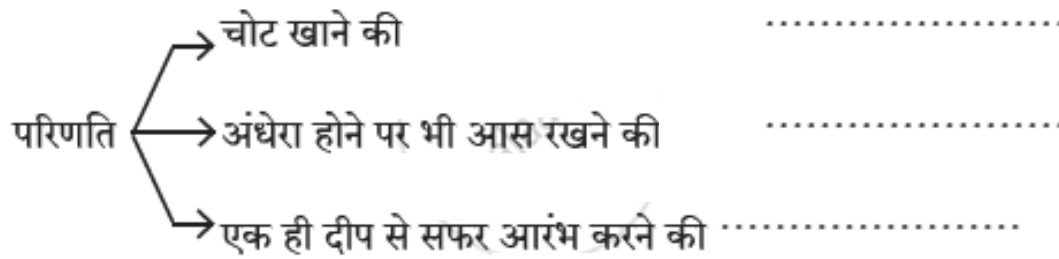 चोट खाने की ......................
परिणति अंधेरा होने पर भी आस रखने की ......................
एक ही दीप से सफर आरंभ करने की ......................